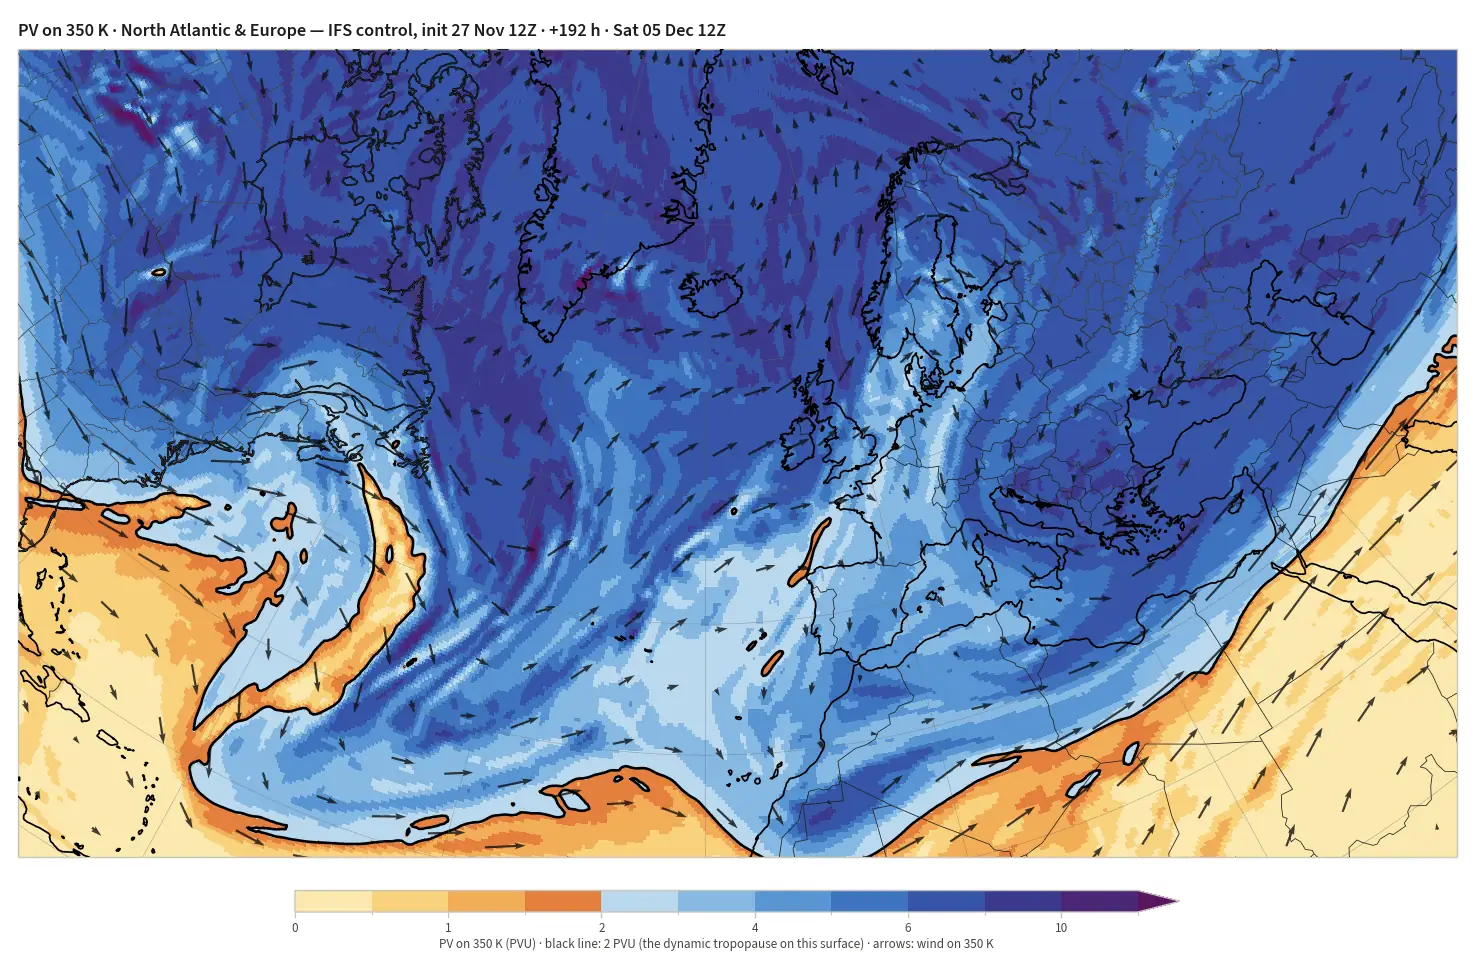 PV on 350 K · North Atlantic & Europe — IFS control, init 27 Nov 12Z · +192 h · Sat 05 Dec 12Z
0 1 2 4 6 10
PV on 350 K (PVU) · black line: 2 PVU (the dynamic tropopause on this surface) · arrows: wind on 350 K